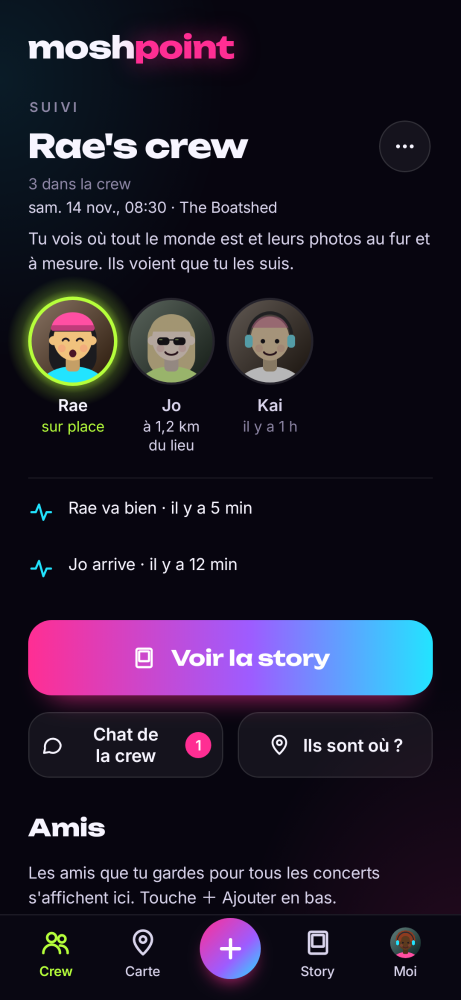 moshpoint
SUIVI
Rae's crew
3 dans la crew
sam. 14 nov., 08:30 · The Boatshed
Tu vois où tout le monde est et leurs photos au fur et
à mesure. Ils voient que tu les suis.
Rae
sur place
Jo
à 1,2 km
du lieu
Kai
il y a 1 h
Rae va bien · il y a 5 min
Jo arrive · il y a 12 min
Voir la story
Chat de
la crew
1
Ils sont où ?
Amis
Les amis que tu gardes pour tous les concerts
s'affichent ici. Touche + Ajouter en bas.
Crew
Carte
Story
Moi